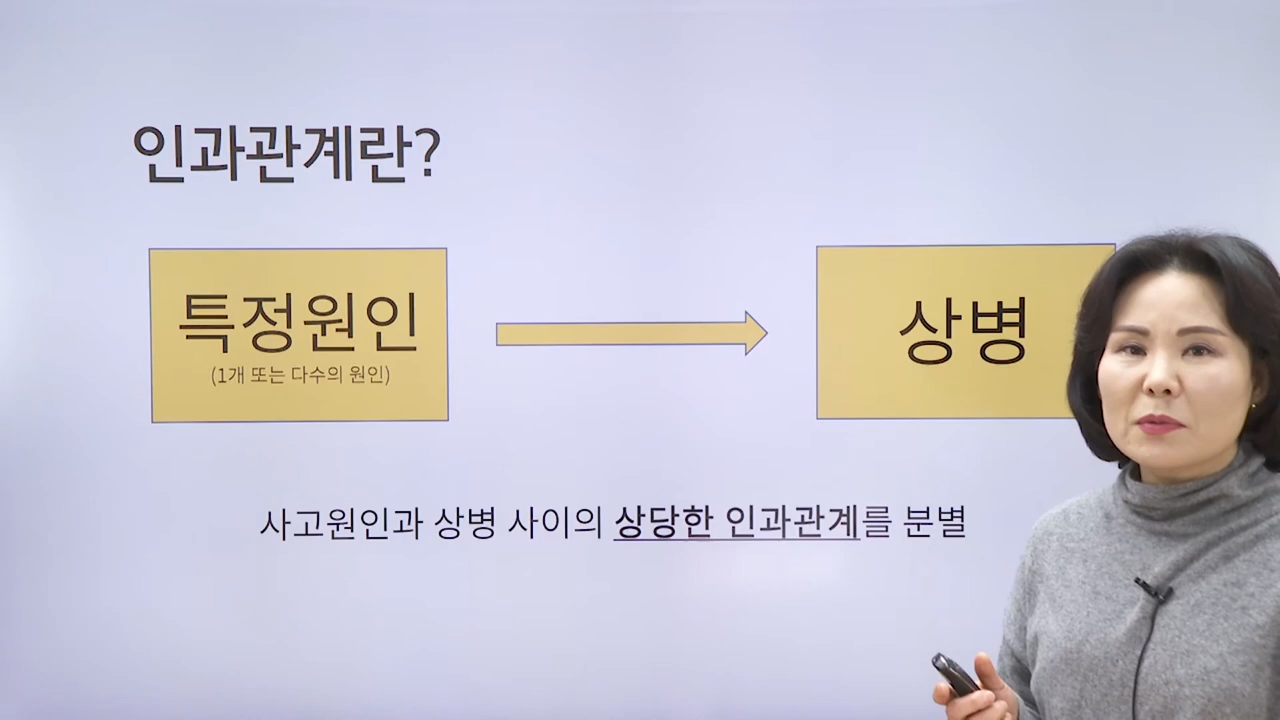 인과관계란?
특정원인
(1개 또는 다수의 원인)
상병
사고원인과 상병 사이의 상당한 인과관계를 분별